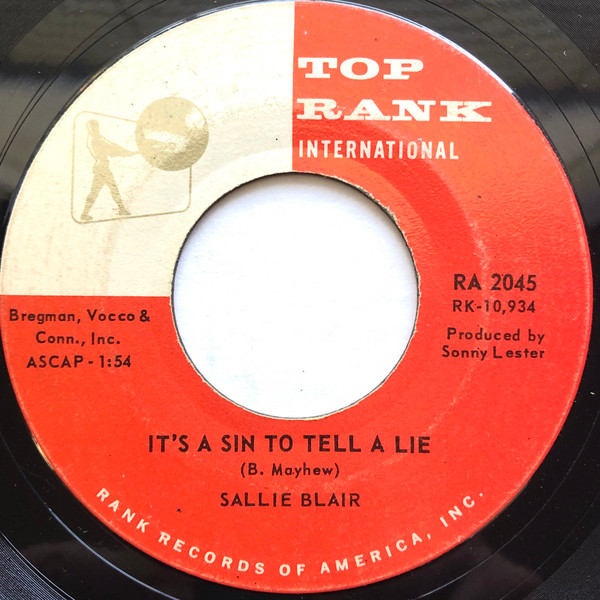 TOP
RANK
INTERNATIONAL
RA 2045
RK-10,934
Produced by
Sonny Lester
Bregman, Vocco &
Conn., Inc.
ASCAP - 1:54
IT'S A SIN TO TELL A LIE
(B. Mayhew)
SALLIE BLAIR
RANK RECORDS OF AMERICA, INC.